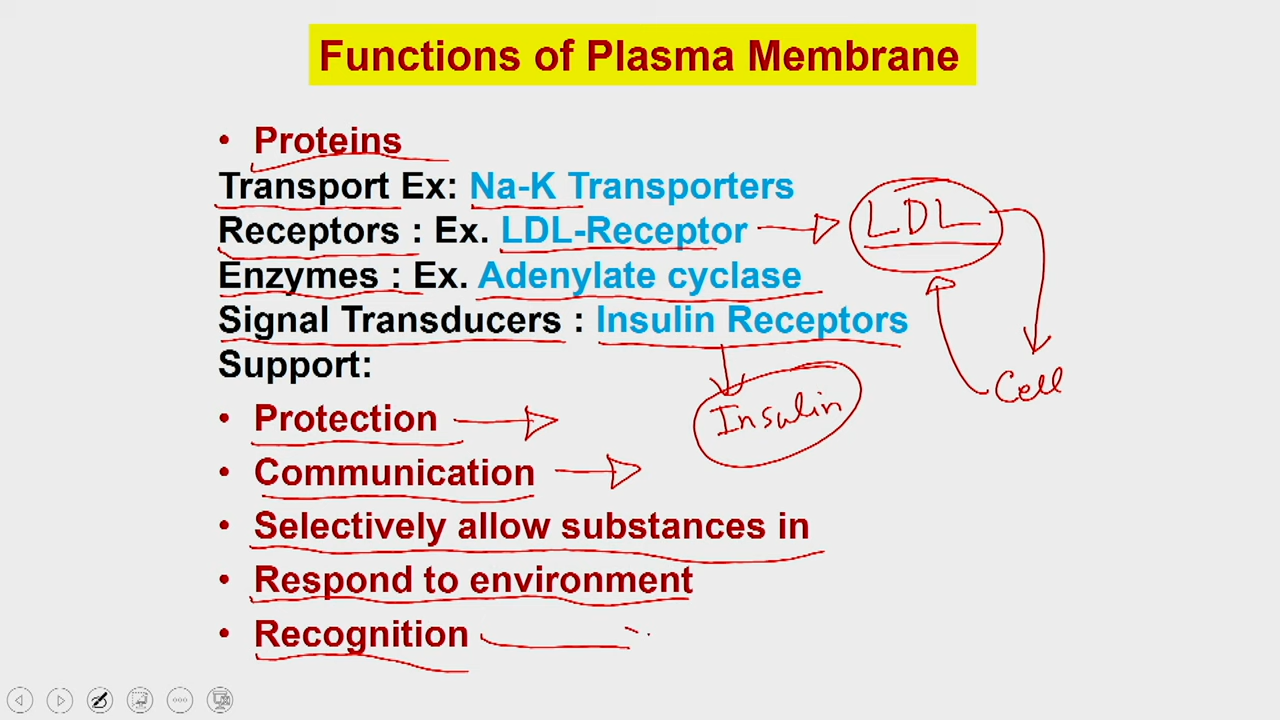 Functions of Plasma Membrane
• Proteins
Transport Ex: Na-K Transporters
Receptors : Ex. LDL-Receptor
LDL
Enzymes : Ex. Adenylate cyclase
Signal Transducers : Insulin Receptors
Support:
Cell
Insulin
• Protection
• Communication
• Selectively allow substances in
• Respond to environment
• Recognition